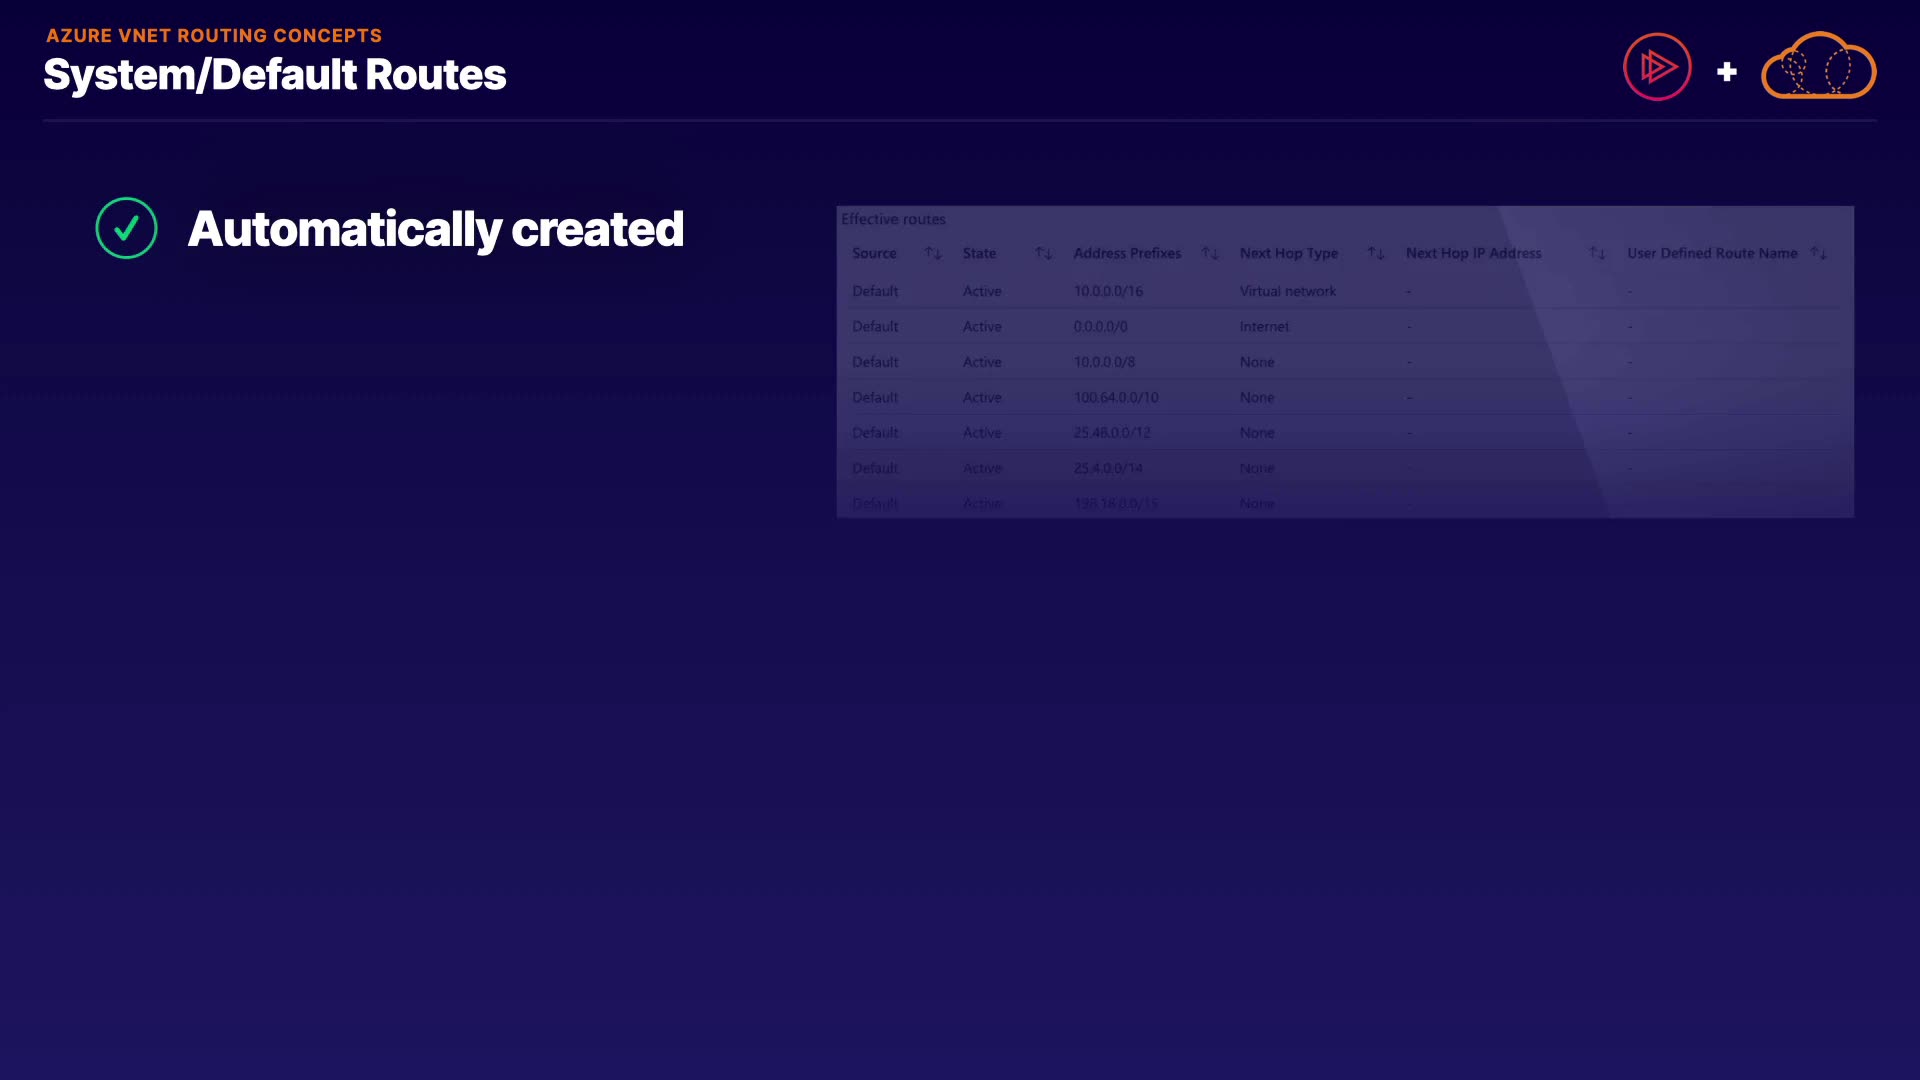 AZURE VNET ROUTING CONCEPTS
System/Default Routes
+
Automatically created
Effective routes
Source State Address Prefixes Next Hop Type Next Hop IP Address User Defined Route Name
Default Active 10.0.0.0/16 Virtual network - -
Default Active 0.0.0.0/0 Internet - -
Default Active 10.0.0.0/8 None - -
Default Active 100.64.0.0/10 None - -
Default Active 25.48.0.0/12 None - -
Default Active 25.4.0.0/14 None - -
Default Active 198.18.0.0/15 None - -